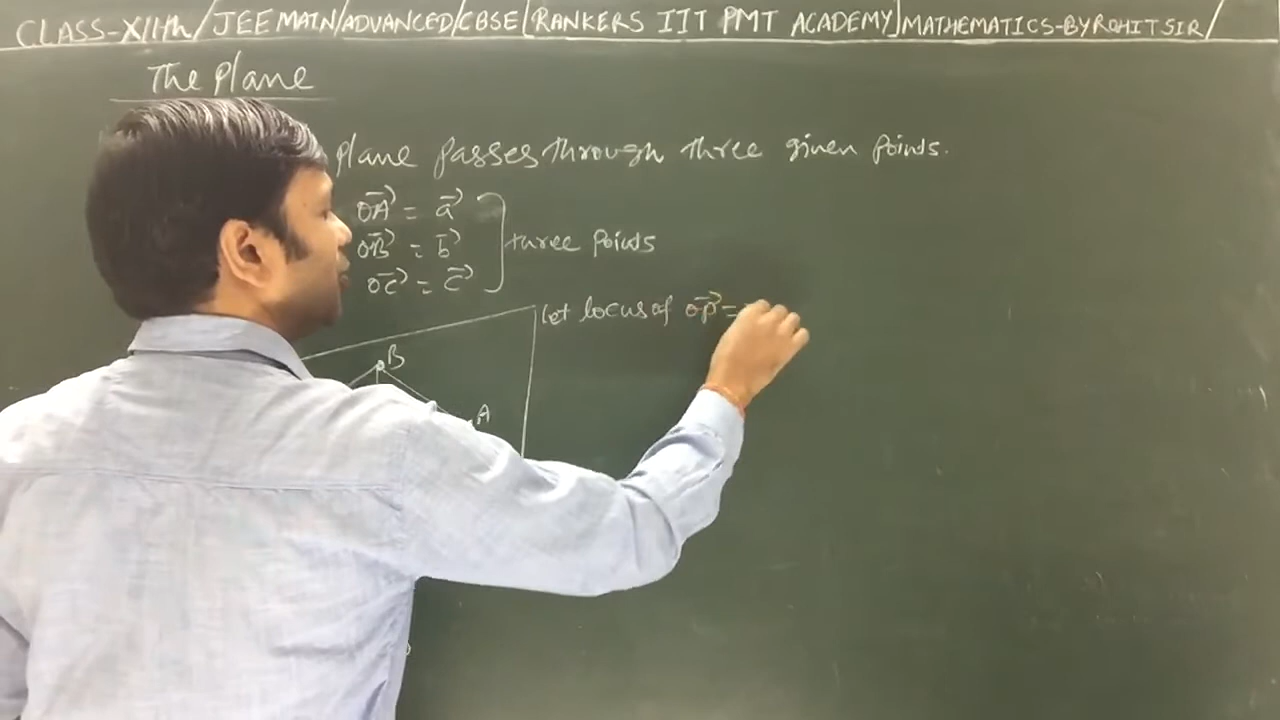 CLASS-XIIth/JEE MAIN/ADVANCED/CBSE[RANKERS IIT PMT ACADEMY]MATHEMATICS-BY ROHIT SIR/
The Plane
plane passes through three given points.
OA⃗ = a⃗
OB⃗ = b⃗
OC⃗ = c⃗
three points
let locus of OP⃗ =
B
A